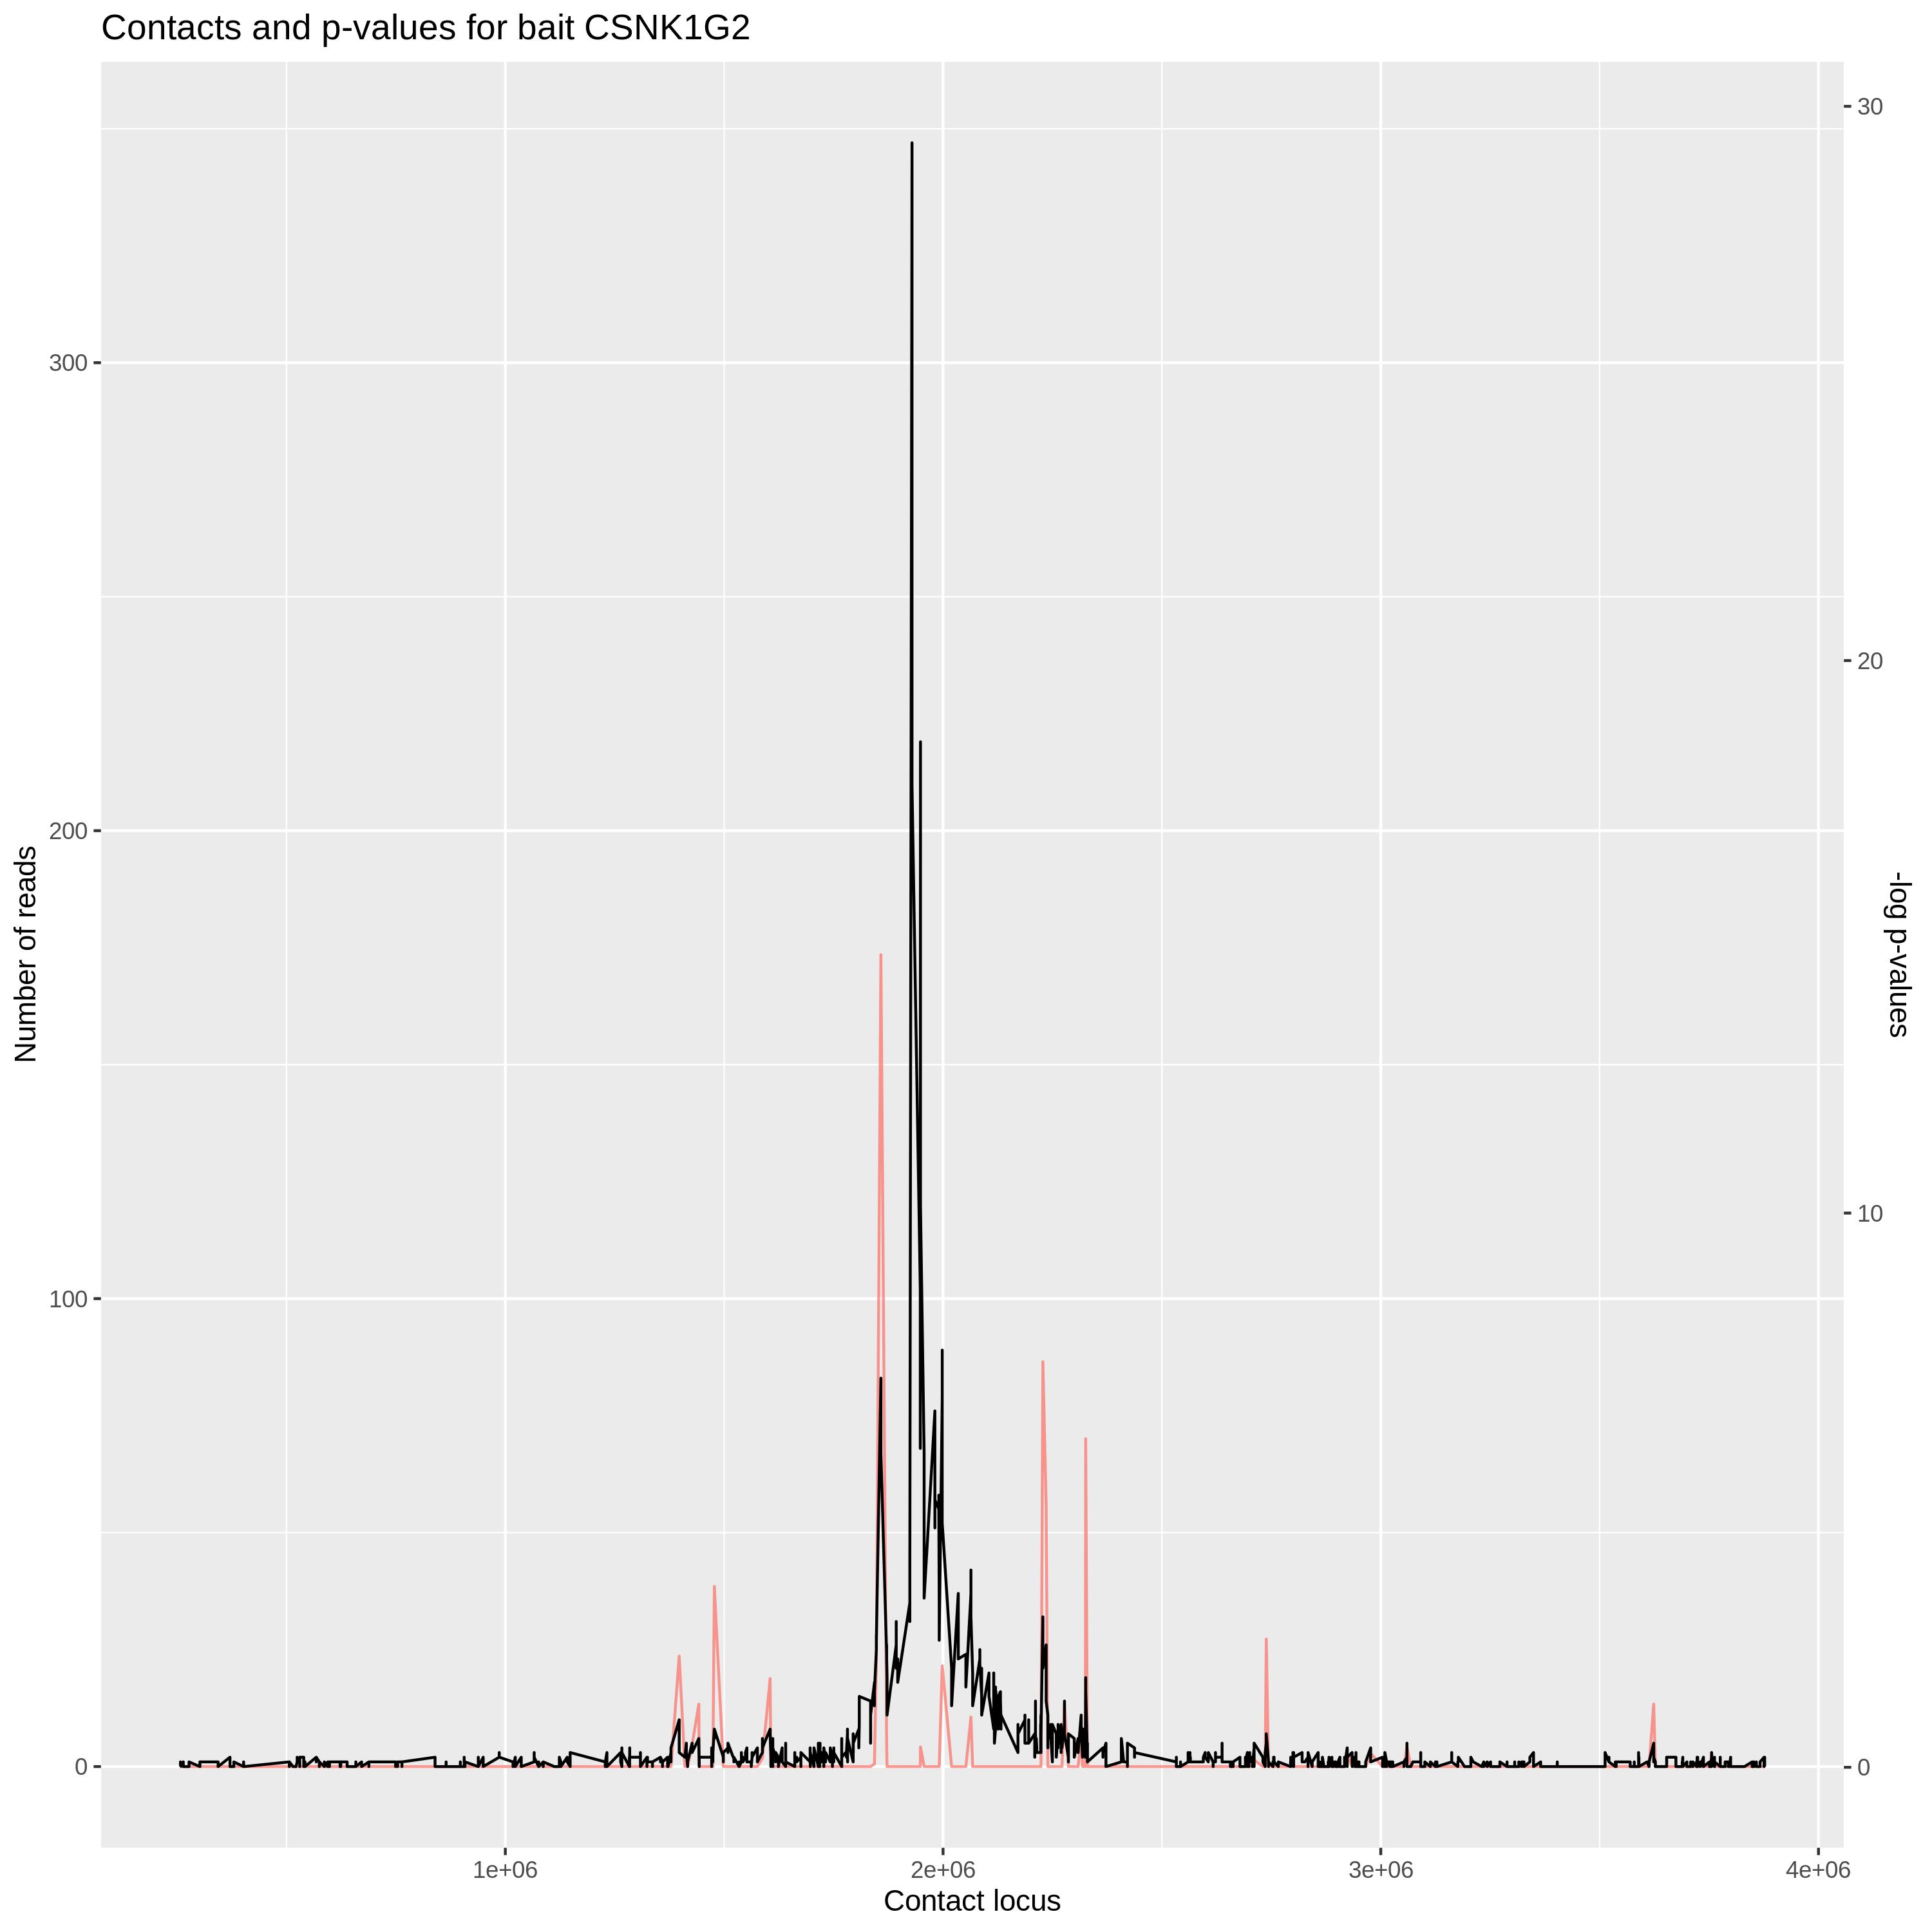 Contacts and p-values for bait CSNK1G2
30
300
20
200
Number of reads
-log p-values
10
100
0
0
1e+06
2e+06
3e+06
4e+06
Contact locus